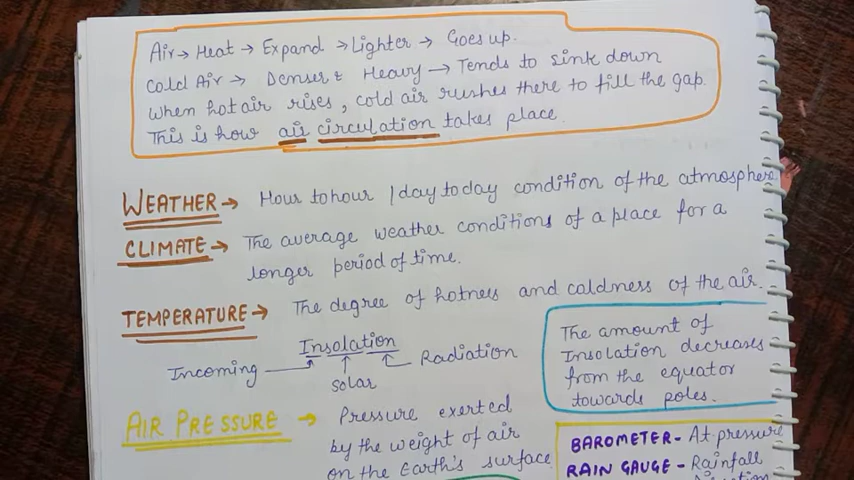 Air → Heat → Expand → Lighter → Goes up.
Cold Air → Denser & Heavy → Tends to sink down
When hot air rises, cold air rushes there to fill the gap.
This is how air circulation takes place.
WEATHER → Hour to hour / day to day condition of the atmosphere.
CLIMATE → The average weather conditions of a place for a
longer period of time.
TEMPERATURE → The degree of hotness and coldness of the air.
Insolation
Incoming
solar
Radiation
The amount of
Insolation decreases
from the equator
towards poles.
AIR PRESSURE → Pressure exerted
by the weight of air
on the Earth's surface
BAROMETER - At pressure
RAIN GAUGE - Rainfall